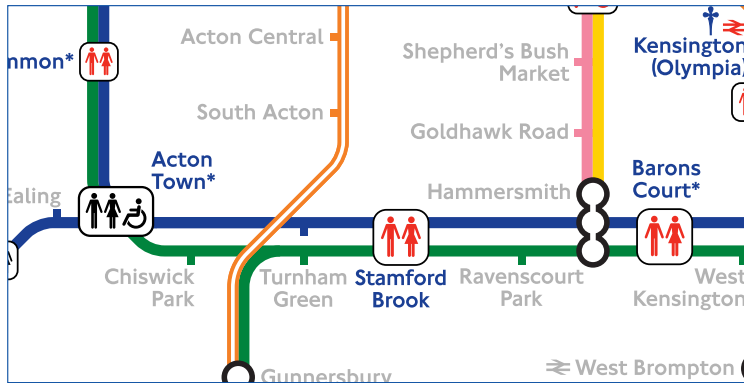 Acton Central
Shepherd's Bush
Market
Kensington
(Olympia)
nmon*
South Acton
Goldhawk Road
Acton
Town*
Barons
Court*
Ealing
Hammersmith
Chiswick
Park
Turnham
Green
Stamford
Brook
Ravenscourt
Park
West
Kensington
Gunnersbury
West Brompton